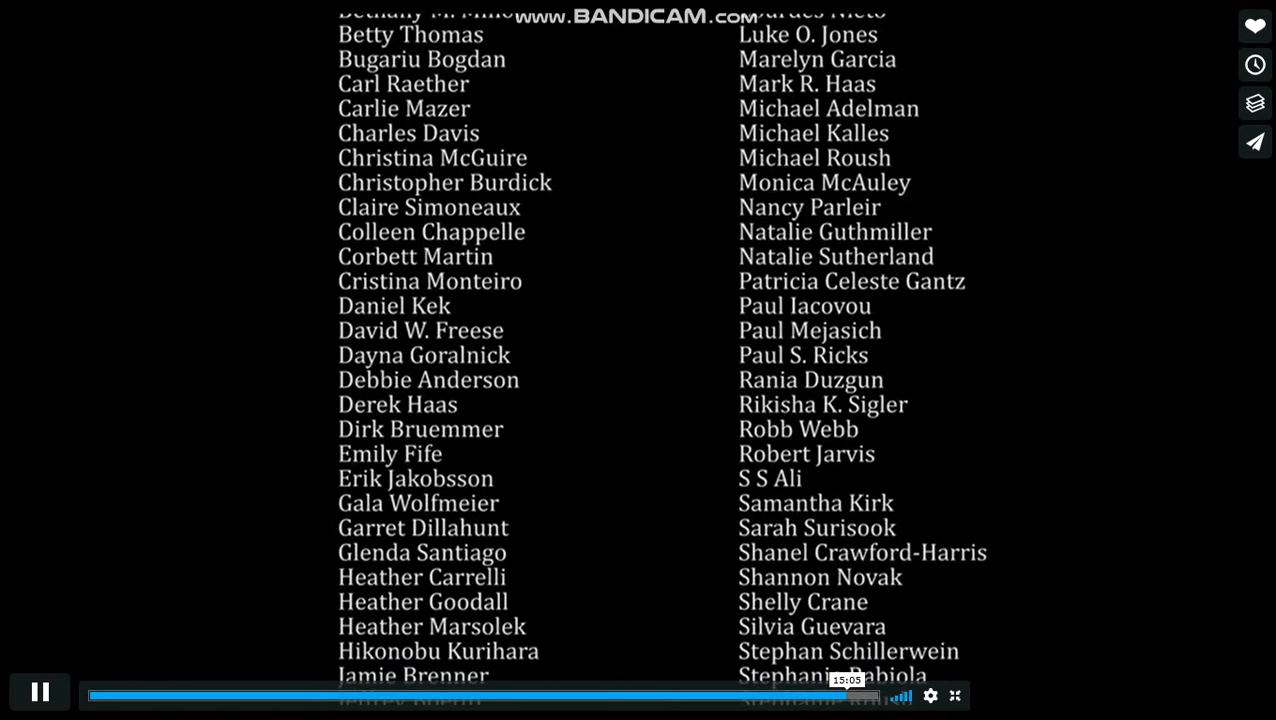 www.BANDICAM.com
Betty Thomas
Bugariu Bogdan
Carl Raether
Carlie Mazer
Charles Davis
Christina McGuire
Christopher Burdick
Claire Simoneaux
Colleen Chappelle
Corbett Martin
Cristina Monteiro
Daniel Kek
David W. Freese
Dayna Goralnick
Debbie Anderson
Derek Haas
Dirk Bruemmer
Emily Fife
Erik Jakobsson
Gala Wolfmeier
Garret Dillahunt
Glenda Santiago
Heather Carrelli
Heather Goodall
Heather Marsolek
Hikonobu Kurihara
Jamie Brenner
Luke O. Jones
Marelyn Garcia
Mark R. Haas
Michael Adelman
Michael Kalles
Michael Roush
Monica McAuley
Nancy Parleir
Natalie Guthmiller
Natalie Sutherland
Patricia Celeste Gantz
Paul Iacovou
Paul Mejasich
Paul S. Ricks
Rania Duzgun
Rikisha K. Sigler
Robb Webb
Robert Jarvis
S S Ali
Samantha Kirk
Sarah Surisook
Shanel Crawford-Harris
Shannon Novak
Shelly Crane
Silvia Guevara
Stephan Schillerwein
15:05